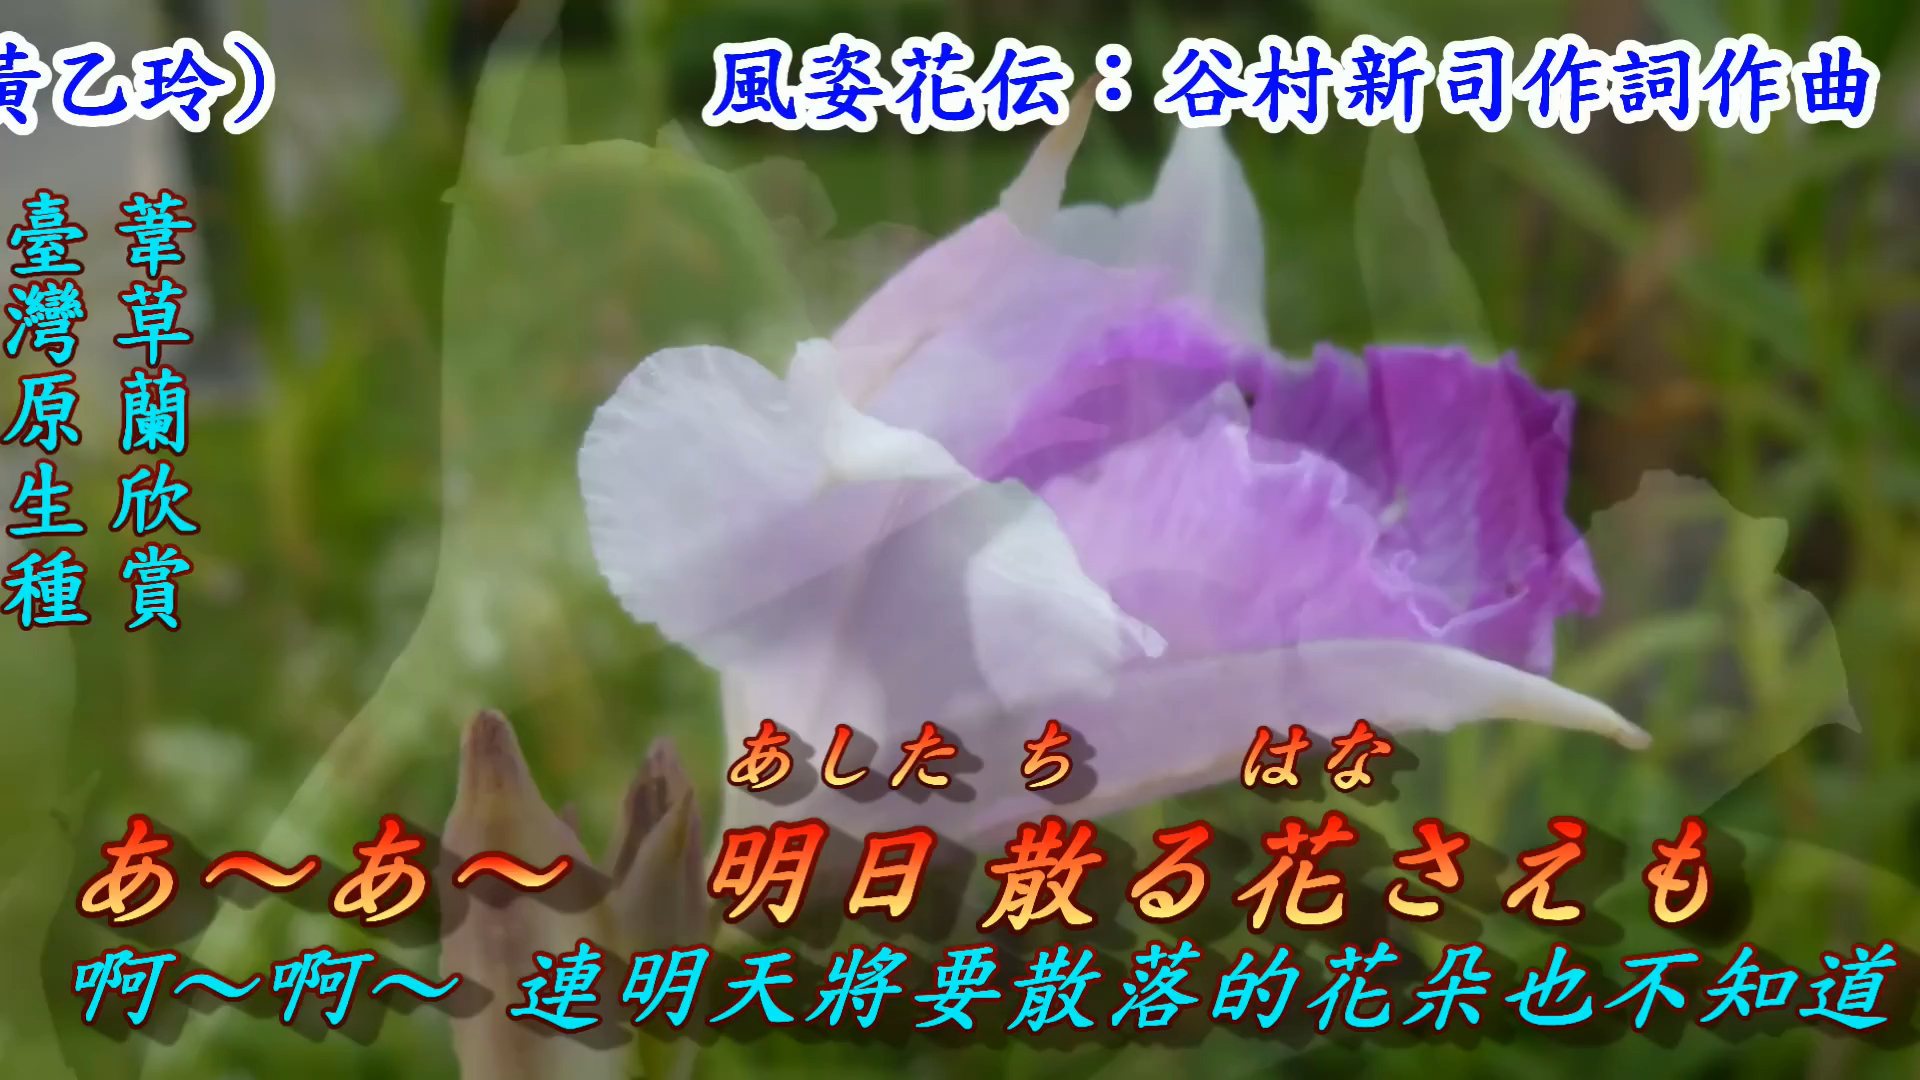 黃乙玲）　風姿花伝：谷村新司作詞作曲
葦草蘭欣賞
臺灣原生種
あした ち はな
あ～あ～ 明日 散る花さえも
啊～啊～ 連明天將要散落的花朵也不知道